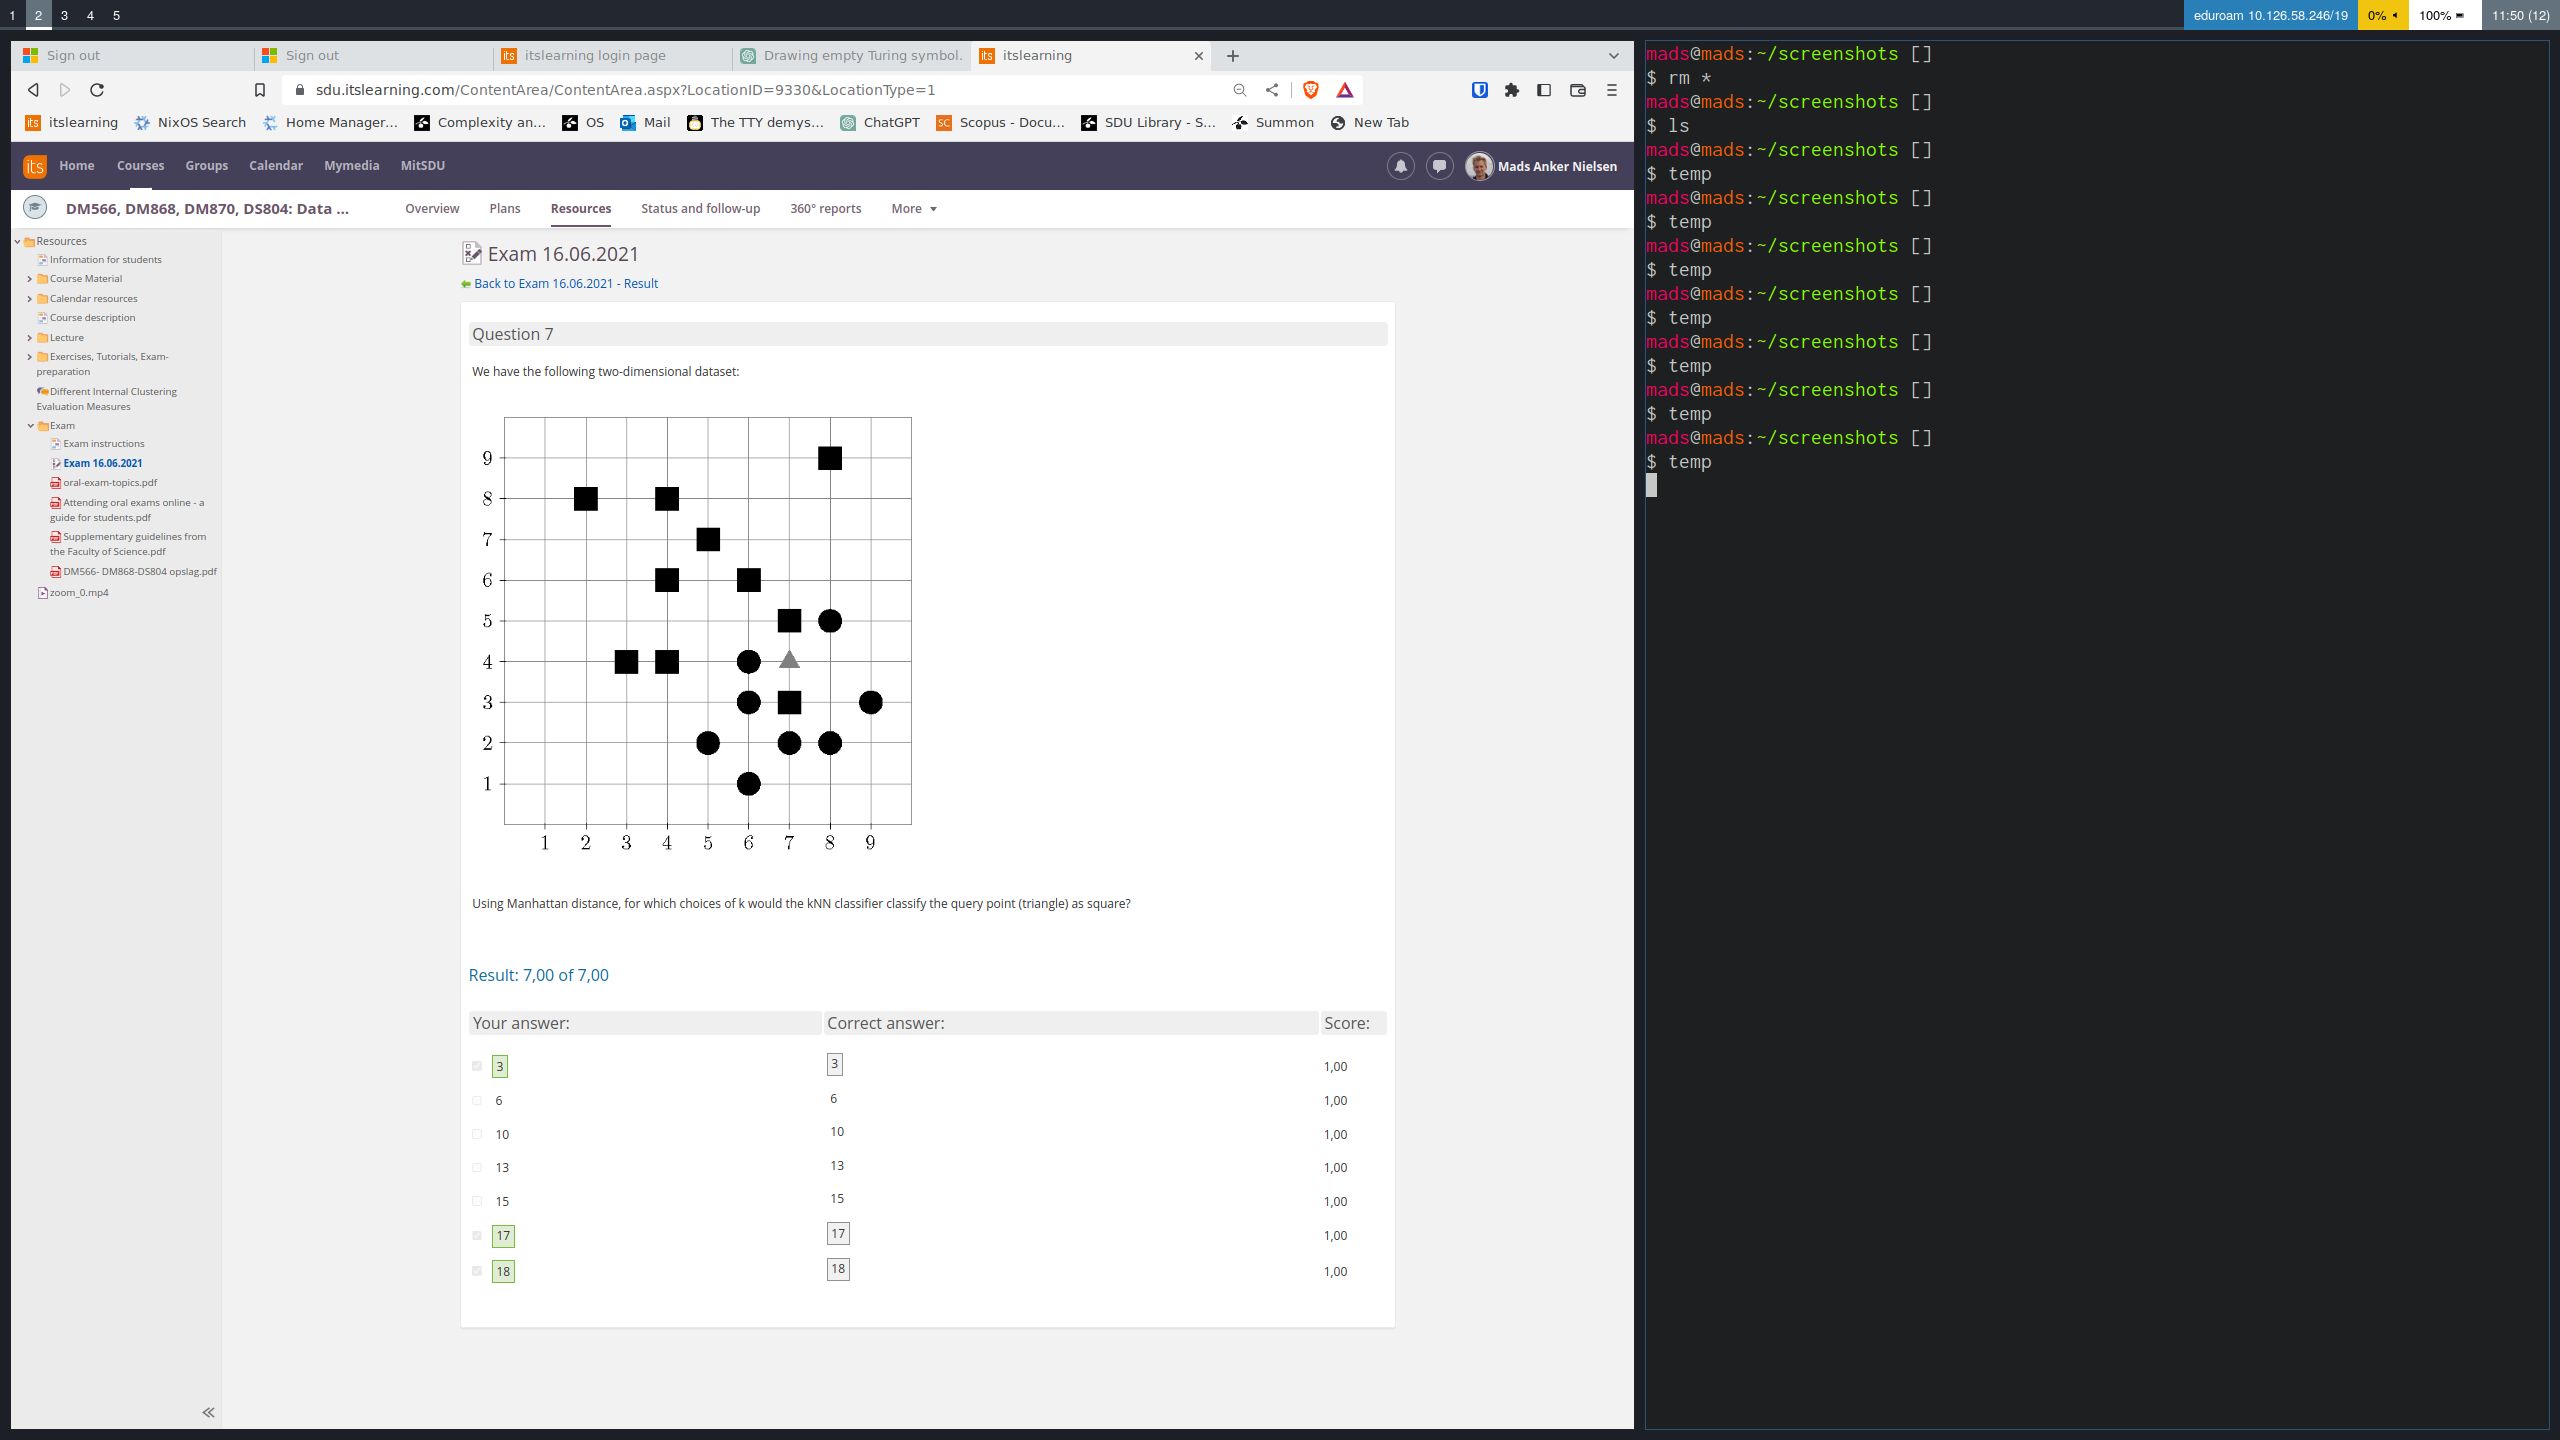 1 2 3 4 5
eduroam 10.126.58.246/19 0% 100% 11:50 (12)
Sign out Sign out itslearning login page Drawing empty Turing symbol. itslearning
sdu.itslearning.com/ContentArea/ContentArea.aspx?LocationID=9330&LocationType=1
itslearning NixOS Search Home Manager... Complexity an... OS Mail The TTY demys... ChatGPT Scopus - Docu... SDU Library - S... Summon New Tab
its Home Courses Groups Calendar Mymedia MitSDU Mads Anker Nielsen
DM566, DM868, DM870, DS804: Data ... Overview Plans Resources Status and follow-up 360° reports More
Resources
Information for students
Course Material
Calendar resources
Course description
Lecture
Exercises, Tutorials, Exam-
preparation
Different Internal Clustering
Evaluation Measures
Exam
Exam instructions
Exam 16.06.2021
oral-exam-topics.pdf
Attending oral exams online - a
guide for students.pdf
Supplementary guidelines from
the Faculty of Science.pdf
DM566- DM868-DS804 opslag.pdf
zoom_0.mp4
Exam 16.06.2021
Back to Exam 16.06.2021 - Result
Question 7
We have the following two-dimensional dataset:
9
8
7
6
5
4
3
2
1
1 2 3 4 5 6 7 8 9
Using Manhattan distance, for which choices of k would the kNN classifier classify the query point (triangle) as square?
Result: 7,00 of 7,00
Your answer: Correct answer: Score:
3 3 1,00
6 6 1,00
10 10 1,00
13 13 1,00
15 15 1,00
17 17 1,00
18 18 1,00
mads@mads:~/screenshots []
$ rm *
mads@mads:~/screenshots []
$ ls
mads@mads:~/screenshots []
$ temp
mads@mads:~/screenshots []
$ temp
mads@mads:~/screenshots []
$ temp
mads@mads:~/screenshots []
$ temp
mads@mads:~/screenshots []
$ temp
mads@mads:~/screenshots []
$ temp
mads@mads:~/screenshots []
$ temp